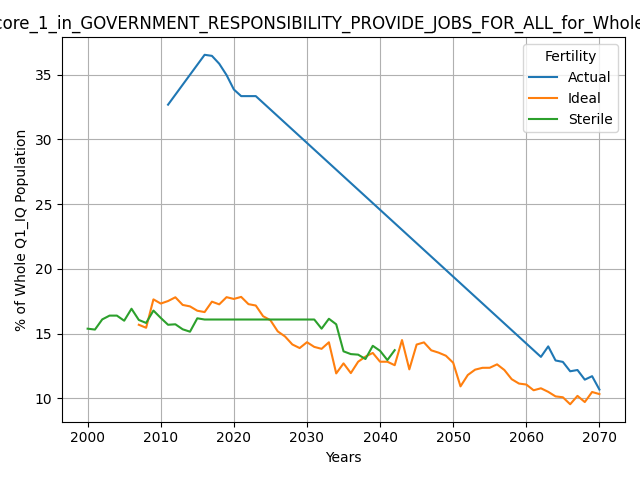 core_1_in_GOVERNMENT_RESPONSIBILITY_PROVIDE_JOBS_FOR_ALL_for_Whole
Fertility
Actual
Ideal
Sterile
% of Whole Q1_IQ Population
35
30
25
20
15
10
2000 2010 2020 2030 2040 2050 2060 2070
Years